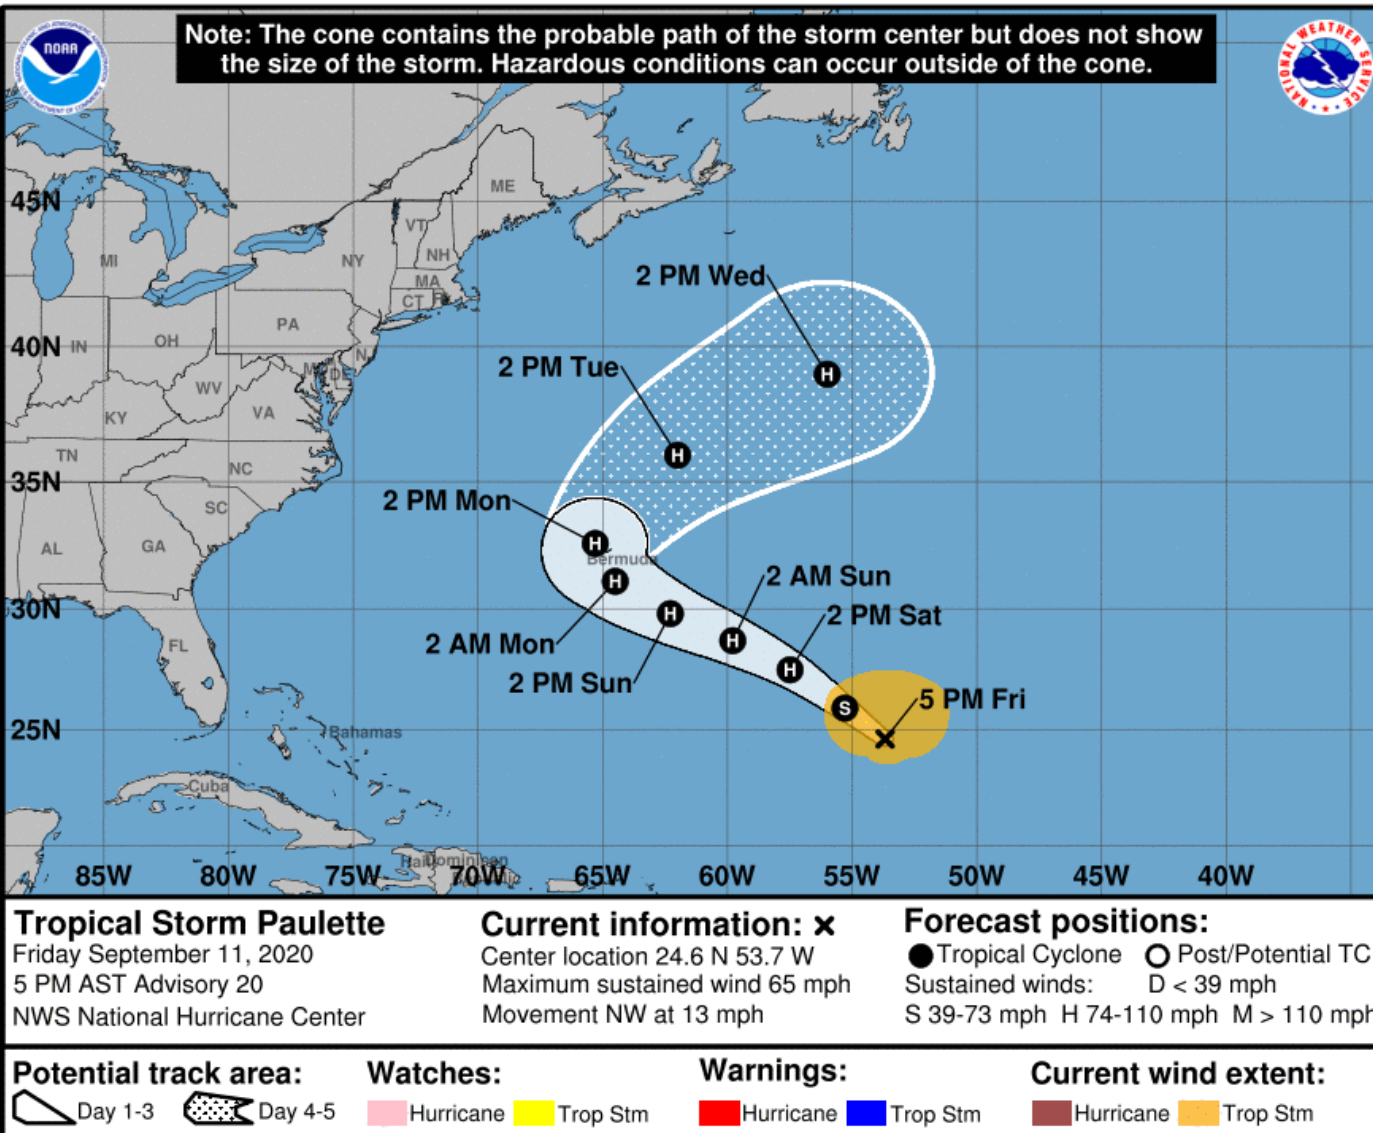 Note: The cone contains the probable path of the storm center but does not show
the size of the storm. Hazardous conditions can occur outside of the cone.
NOAA
NATIONAL WEATHER SERVICE
45N
40N
35N
30N
25N
ME
VT
NH
MI
NY
MA
CT
PA
IN
OH
WV
KY
VA
TN
NC
SC
AL
GA
FL
DE
2 PM Wed
H
2 PM Tue
H
2 PM Mon
H
Bermuda
H
2 AM Sun
H
H
2 PM Sat
2 AM Mon
H
2 PM Sun
S
5 PM Fri
Bahamas
Cuba
85W 80W 75W 70W 65W 60W 55W 50W 45W 40W
Tropical Storm Paulette
Friday September 11, 2020
5 PM AST Advisory 20
NWS National Hurricane Center
Current information: ×
Center location 24.6 N 53.7 W
Maximum sustained wind 65 mph
Movement NW at 13 mph
Forecast positions:
Tropical Cyclone Post/Potential TC
Sustained winds: D < 39 mph
S 39-73 mph H 74-110 mph M > 110 mph
Potential track area:
Day 1-3 Day 4-5
Watches:
Hurricane Trop Stm
Warnings:
Hurricane Trop Stm
Current wind extent:
Hurricane Trop Stm